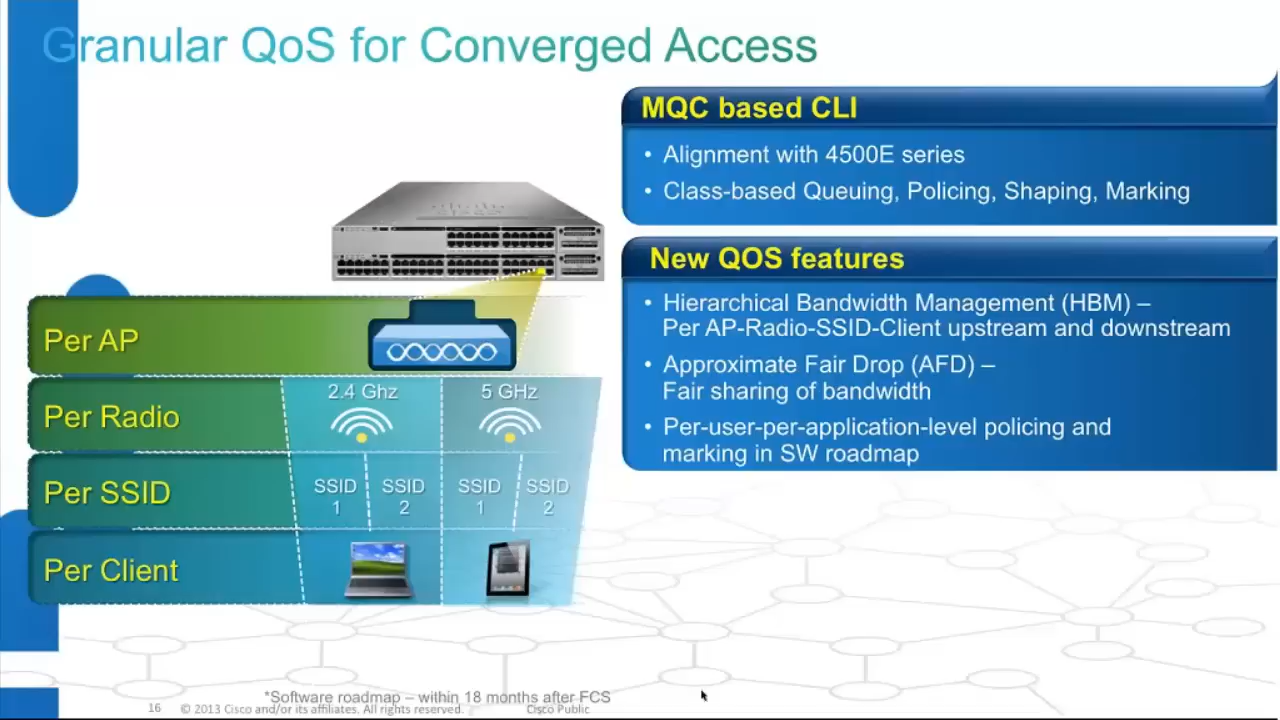 Granular QoS for Converged Access
MQC based CLI
• Alignment with 4500E series
• Class-based Queuing, Policing, Shaping, Marking
New QOS features
• Hierarchical Bandwidth Management (HBM) –
Per AP-Radio-SSID-Client upstream and downstream
• Approximate Fair Drop (AFD) –
Fair sharing of bandwidth
• Per-user-per-application-level policing and
marking in SW roadmap
Per AP
Per Radio
2.4 Ghz
5 GHz
Per SSID
SSID
1
SSID
2
SSID
1
SSID
2
Per Client
*Software roadmap – within 18 months after FCS
16
© 2013 Cisco and/or its affiliates. All rights reserved.
Cisco Public